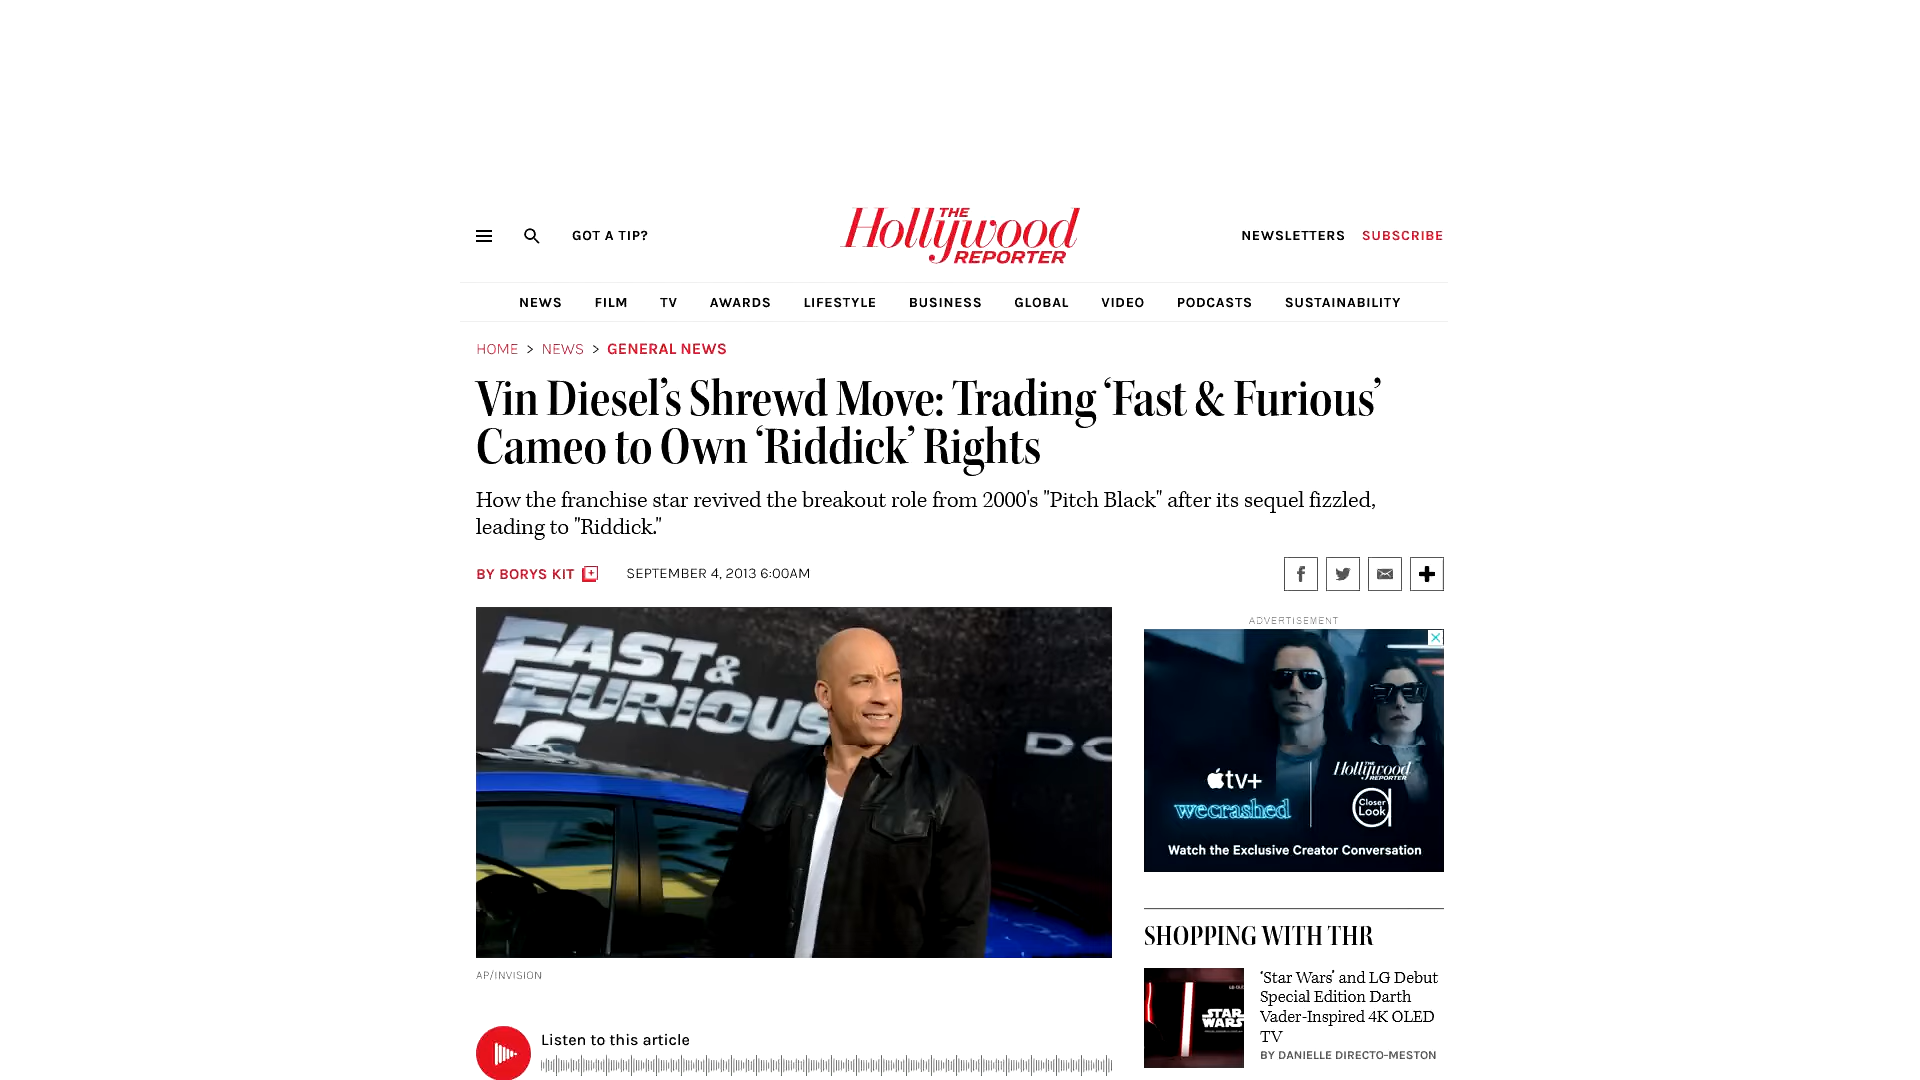 GOT A TIP?
THE
Hollywood
REPORTER
NEWSLETTERS SUBSCRIBE
NEWS FILM TV AWARDS LIFESTYLE BUSINESS GLOBAL VIDEO PODCASTS SUSTAINABILITY
HOME > NEWS > GENERAL NEWS
Vin Diesel’s Shrewd Move: Trading ‘Fast & Furious’
Cameo to Own ‘Riddick’ Rights
How the franchise star revived the breakout role from 2000's "Pitch Black" after its sequel fizzled,
leading to "Riddick."
BY BORYS KIT SEPTEMBER 4, 2013 6:00AM
FAST &
FURIOUS
6
DO
AP/INVISION
Listen to this article
ADVERTISEMENT
tv+
wecrashed
THE
Hollywood
REPORTER
Closer
Look
Watch the Exclusive Creator Conversation
SHOPPING WITH THR
STAR
WARS
‘Star Wars’ and LG Debut
Special Edition Darth
Vader-Inspired 4K OLED
TV
BY DANIELLE DIRECTO-MESTON